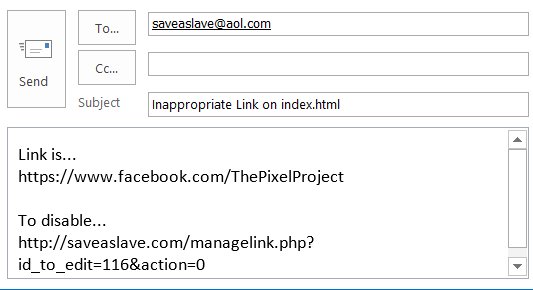 To...
saveaslave@aol.com
Cc...
Send
Subject
Inappropriate Link on index.html
Link is...
https://www.facebook.com/ThePixelProject
To disable...
http://saveaslave.com/managelink.php?
id_to_edit=116&action=0